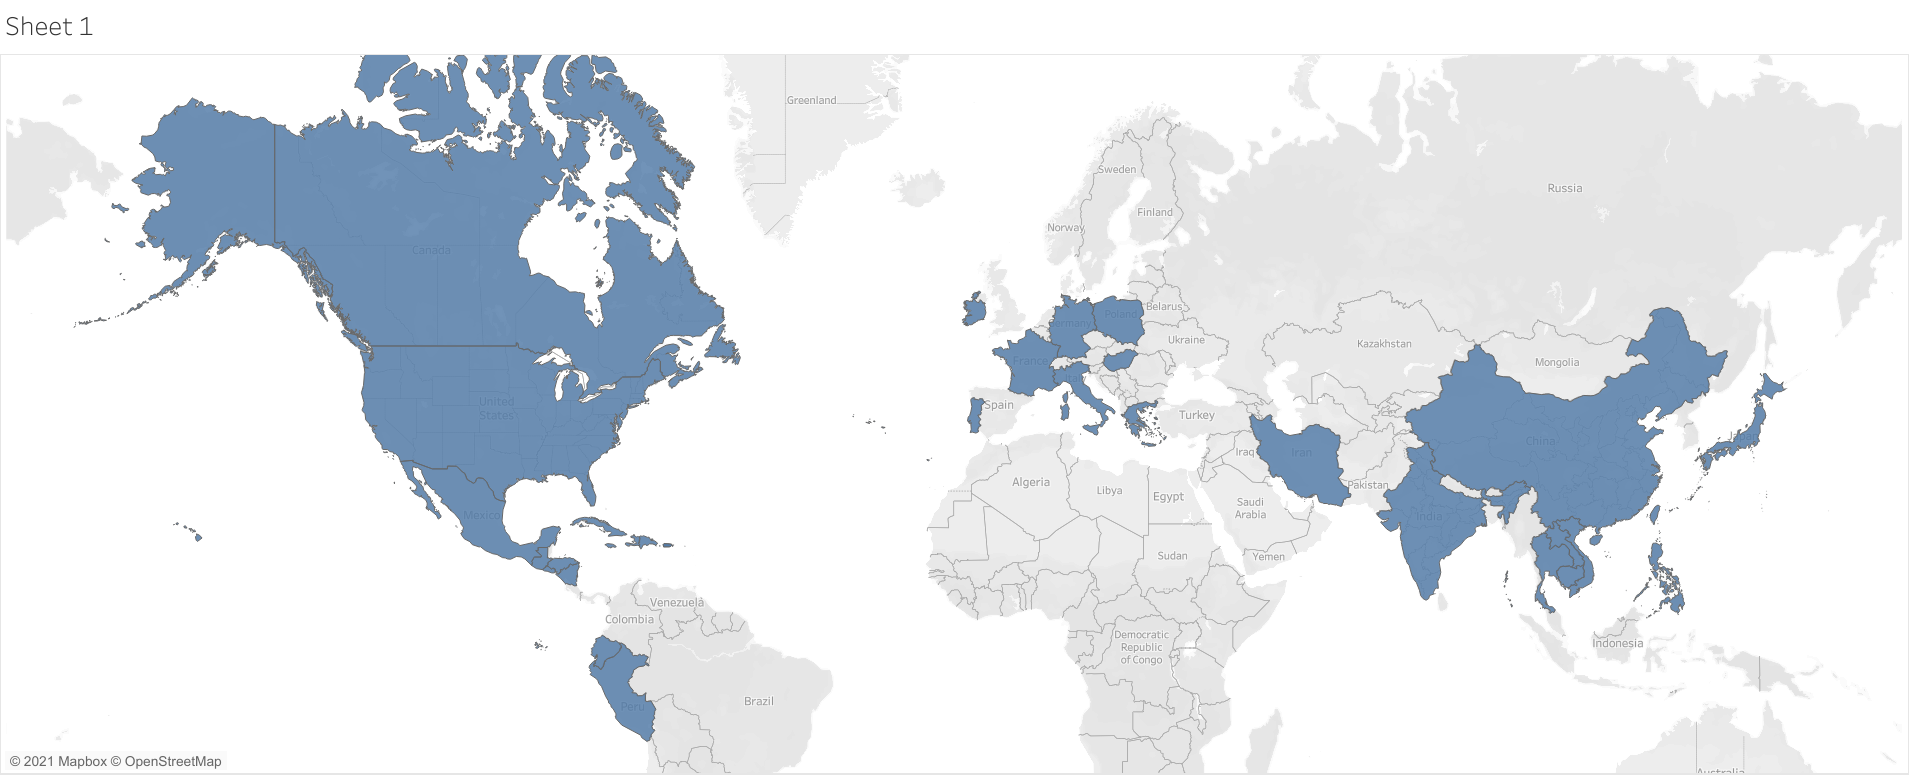 Sheet 1
Greenland
Russia
Sweden
Finland
Norway
Canada
Belarus
Poland
Germany
Ukraine
Kazakhstan
France
Mongolia
United
States
Spain
Turkey
China
Iraq
Iran
Algeria
Libya
Egypt
Pakistan
Saudi
Arabia
Mexico
India
Sudan
Yemen
Venezuela
Colombia
Democratic
Republic
of Congo
Indonesia
Brazil
Peru
© 2021 Mapbox © OpenStreetMap
Australia